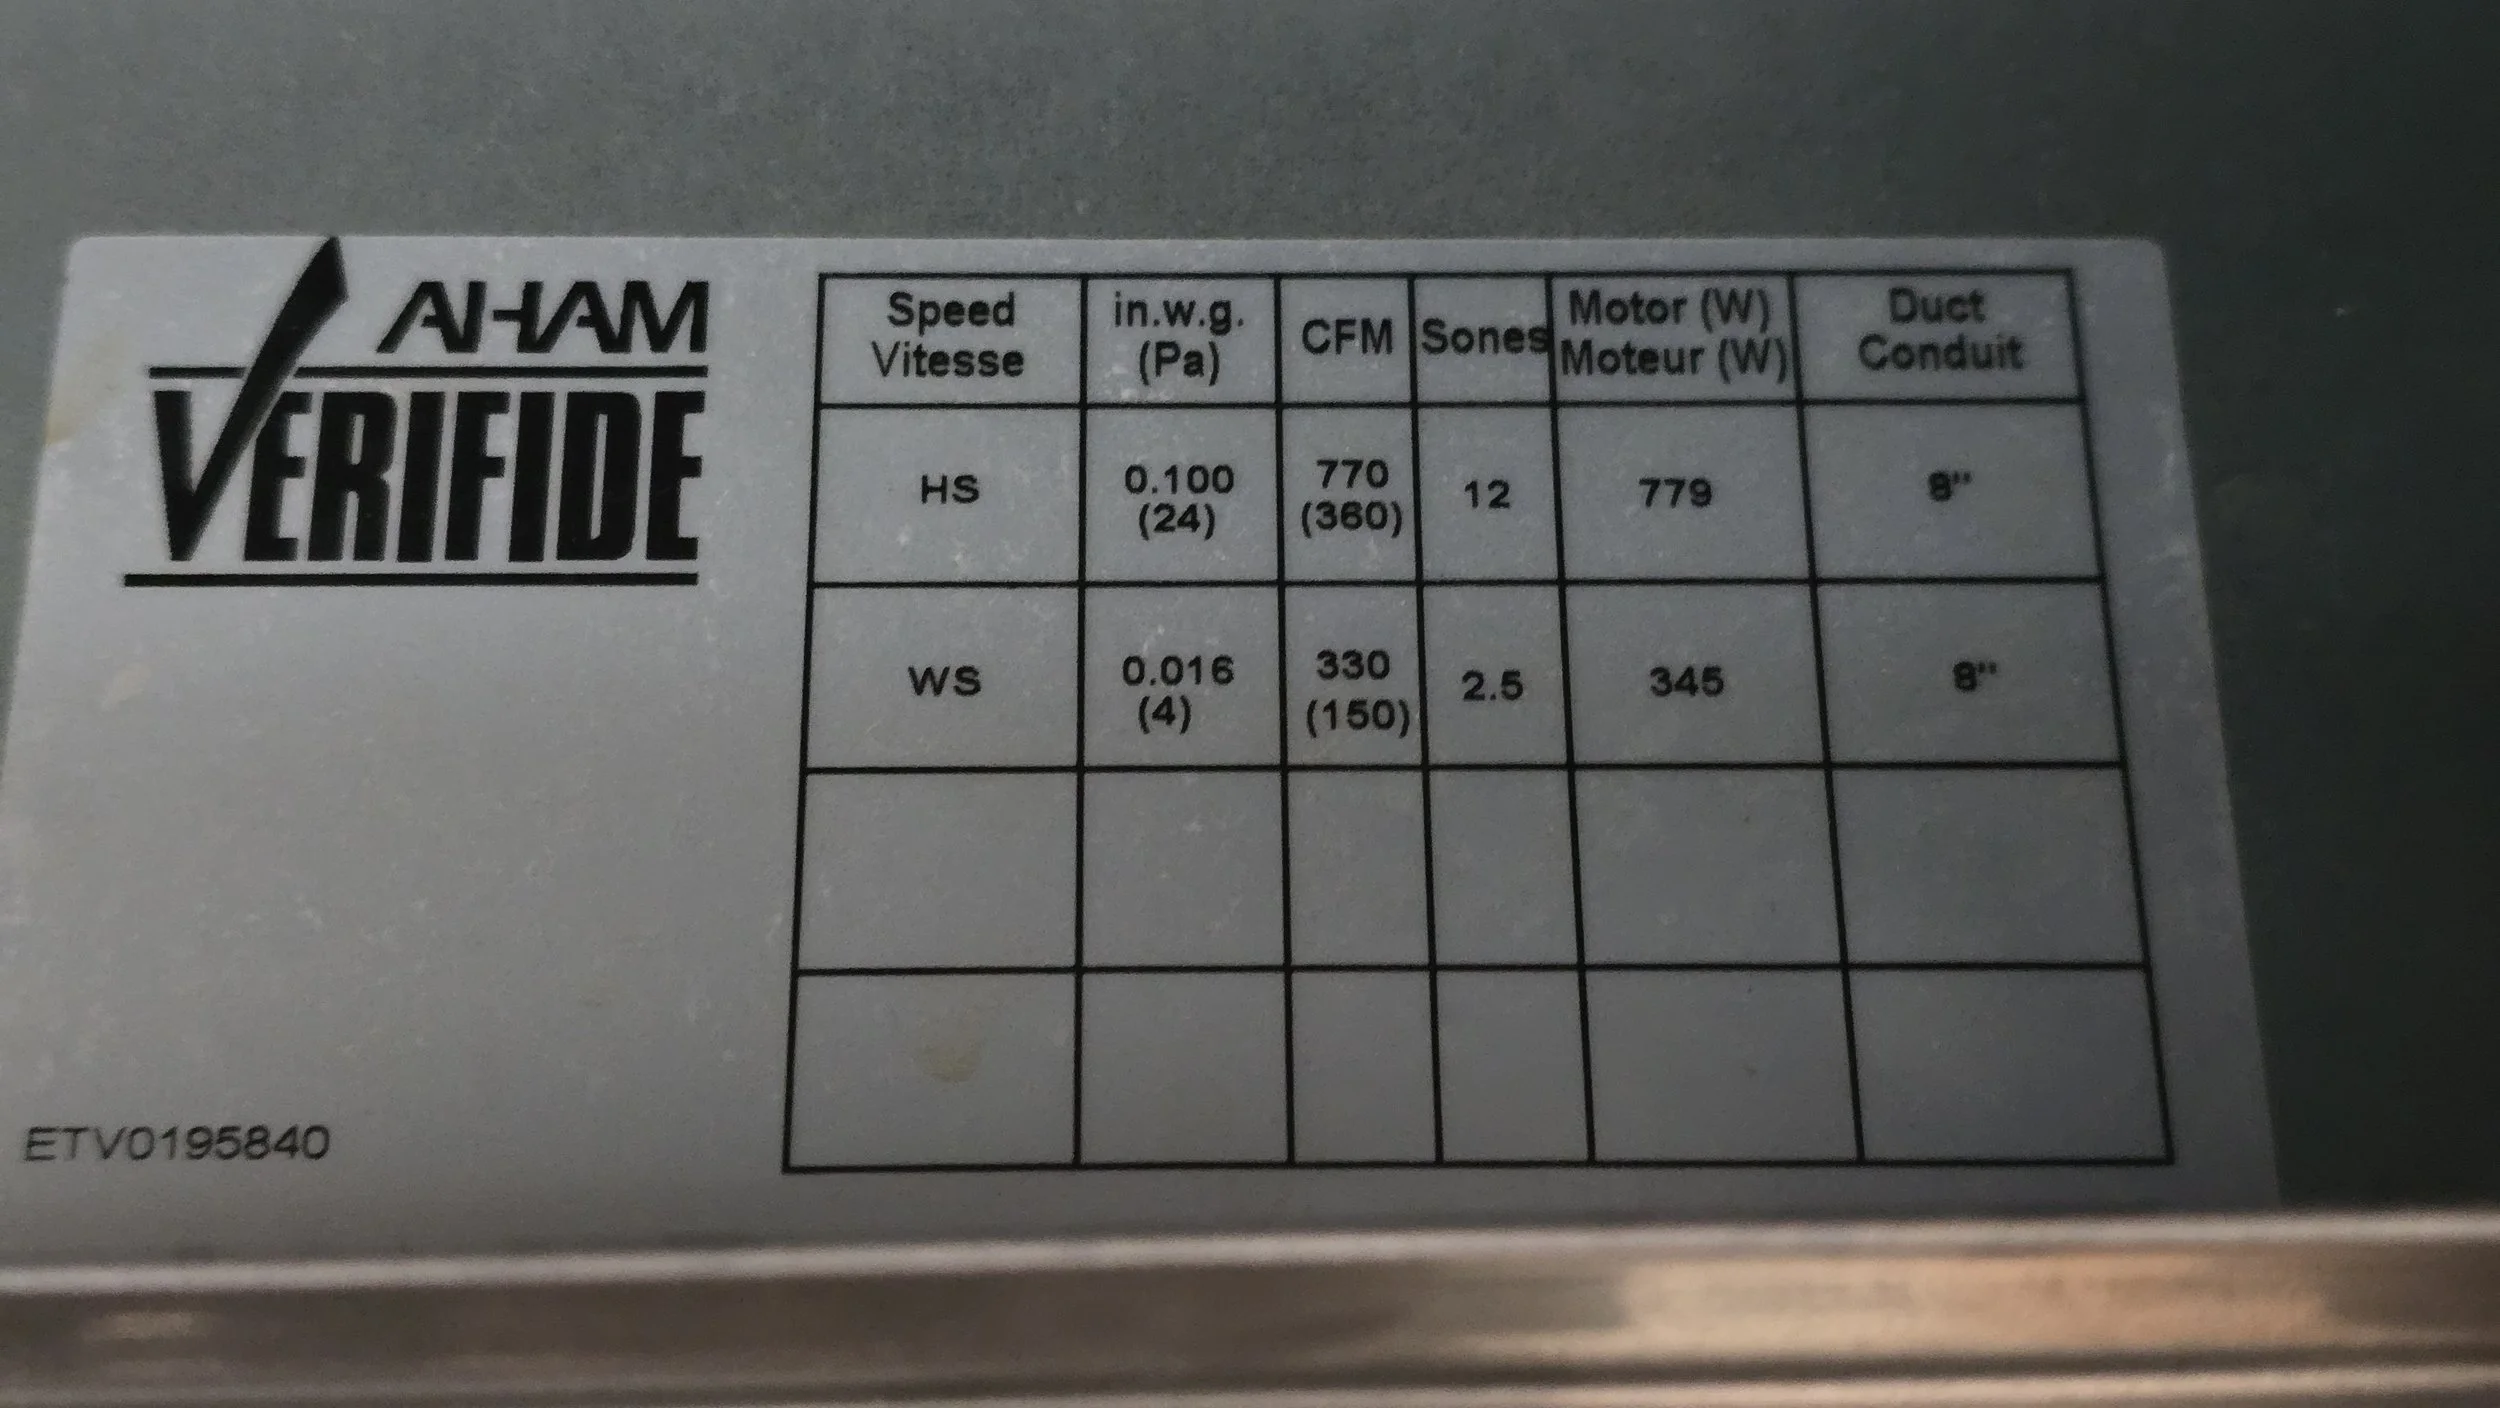 AHAM
VERIFIDE
Speed
Vitesse
in.w.g.
(Pa)
CFM
Sones
Motor (W)
Moteur (W)
Duct
Conduit
HS
0.100
(24)
770
(360)
12
779
8"
WS
0.016
(4)
330
(150)
2.5
345
8"
ETV0195840